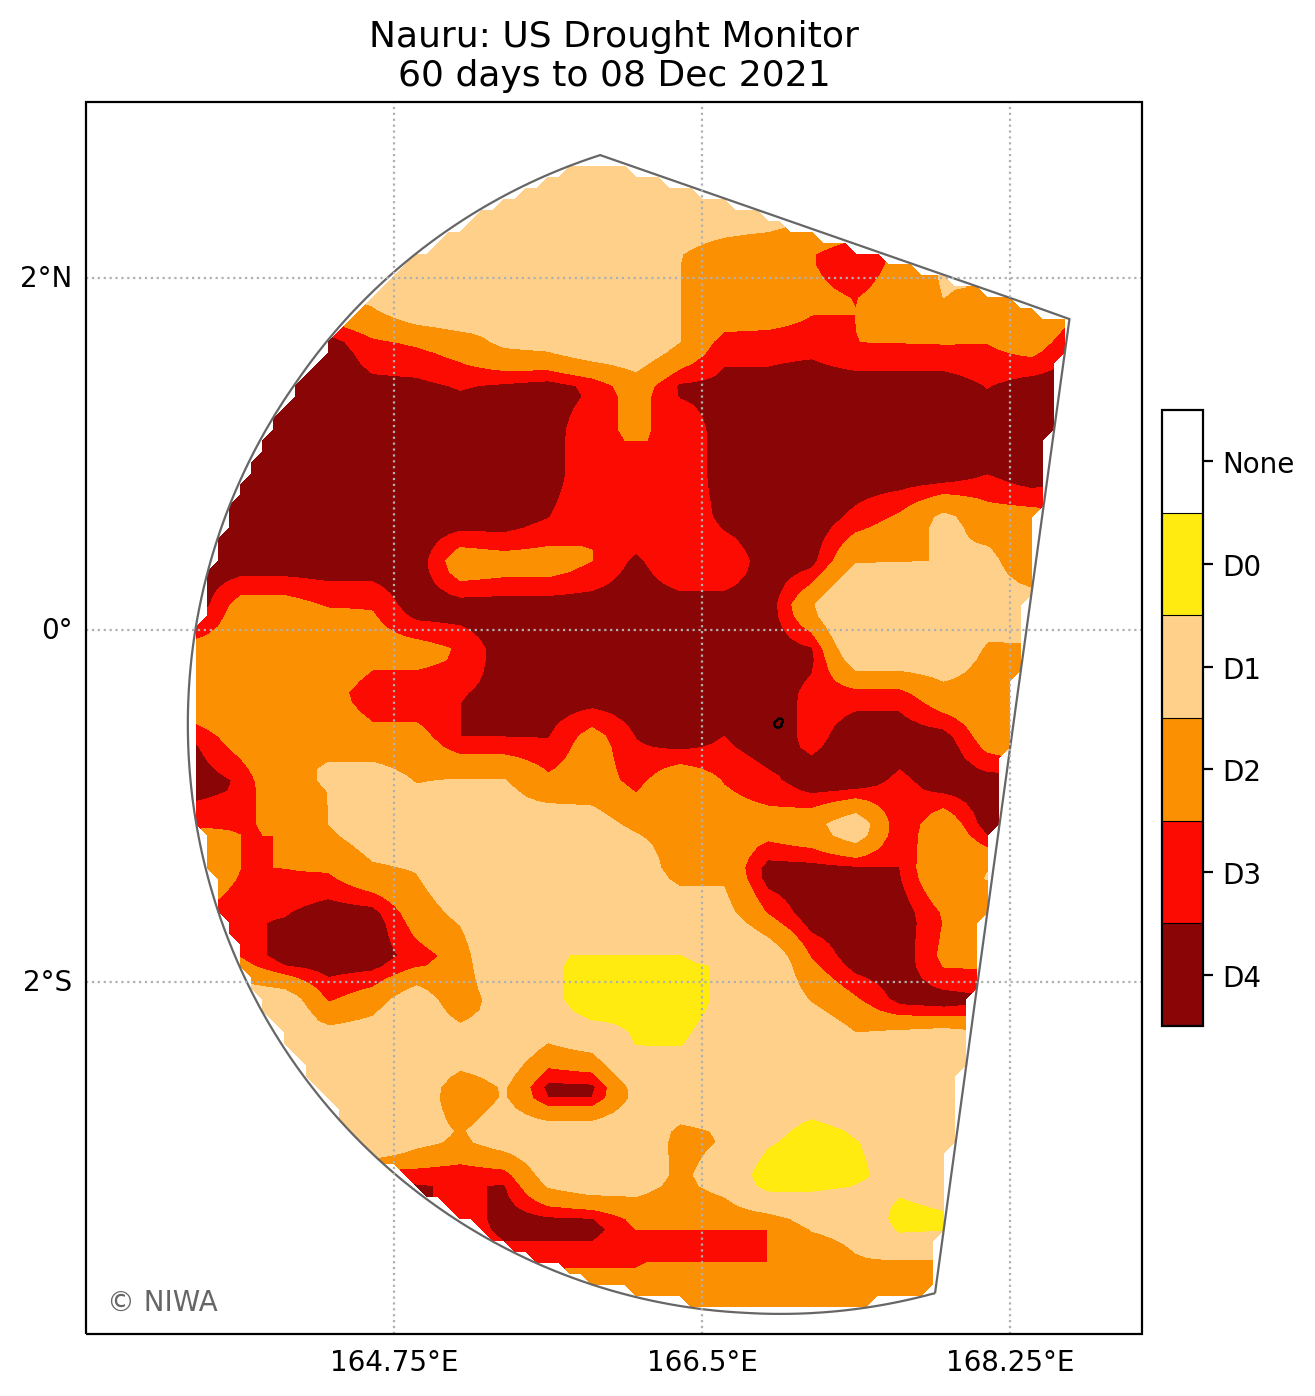 Nauru: US Drought Monitor
60 days to 08 Dec 2021
2°N
0°
2°S
164.75°E
166.5°E
168.25°E
None
D0
D1
D2
D3
D4
© NIWA